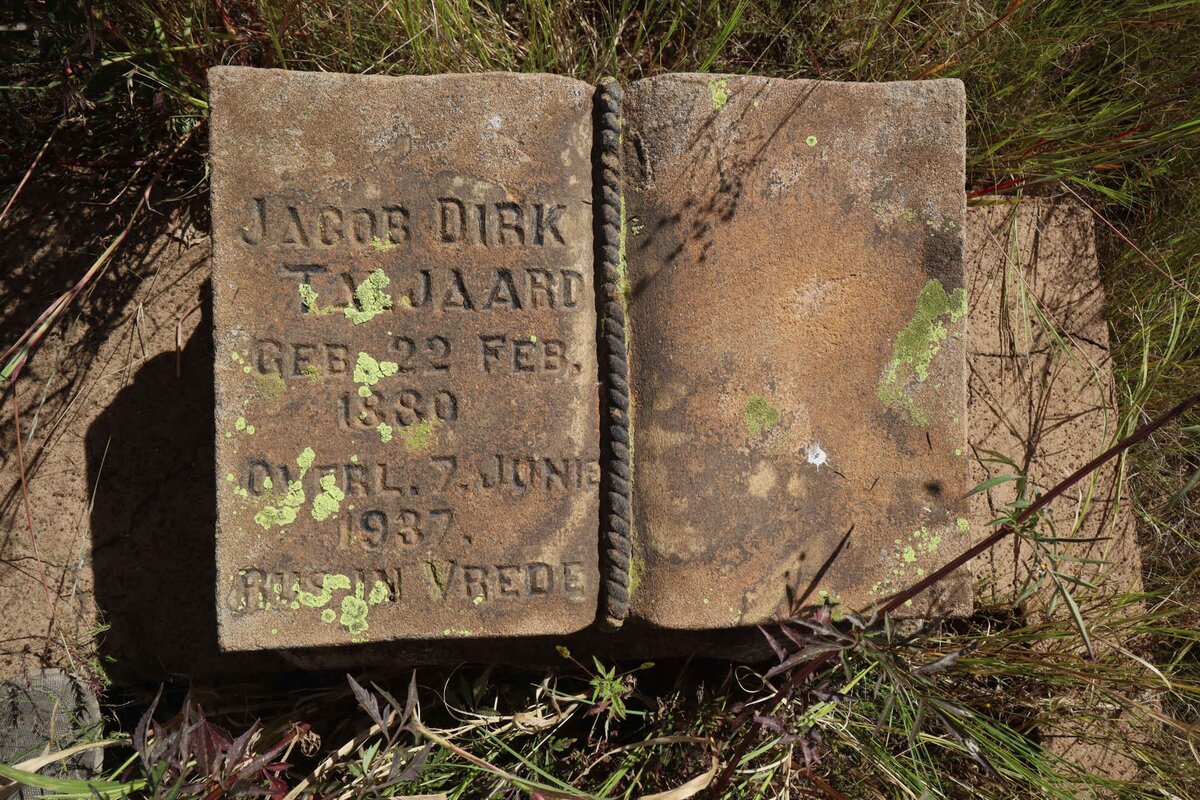 JACOB DIRK
TALJAARD
GEB. 22 FEB.
1880
OVERL. 7. JUNIE
1937.
RUS IN VREDE